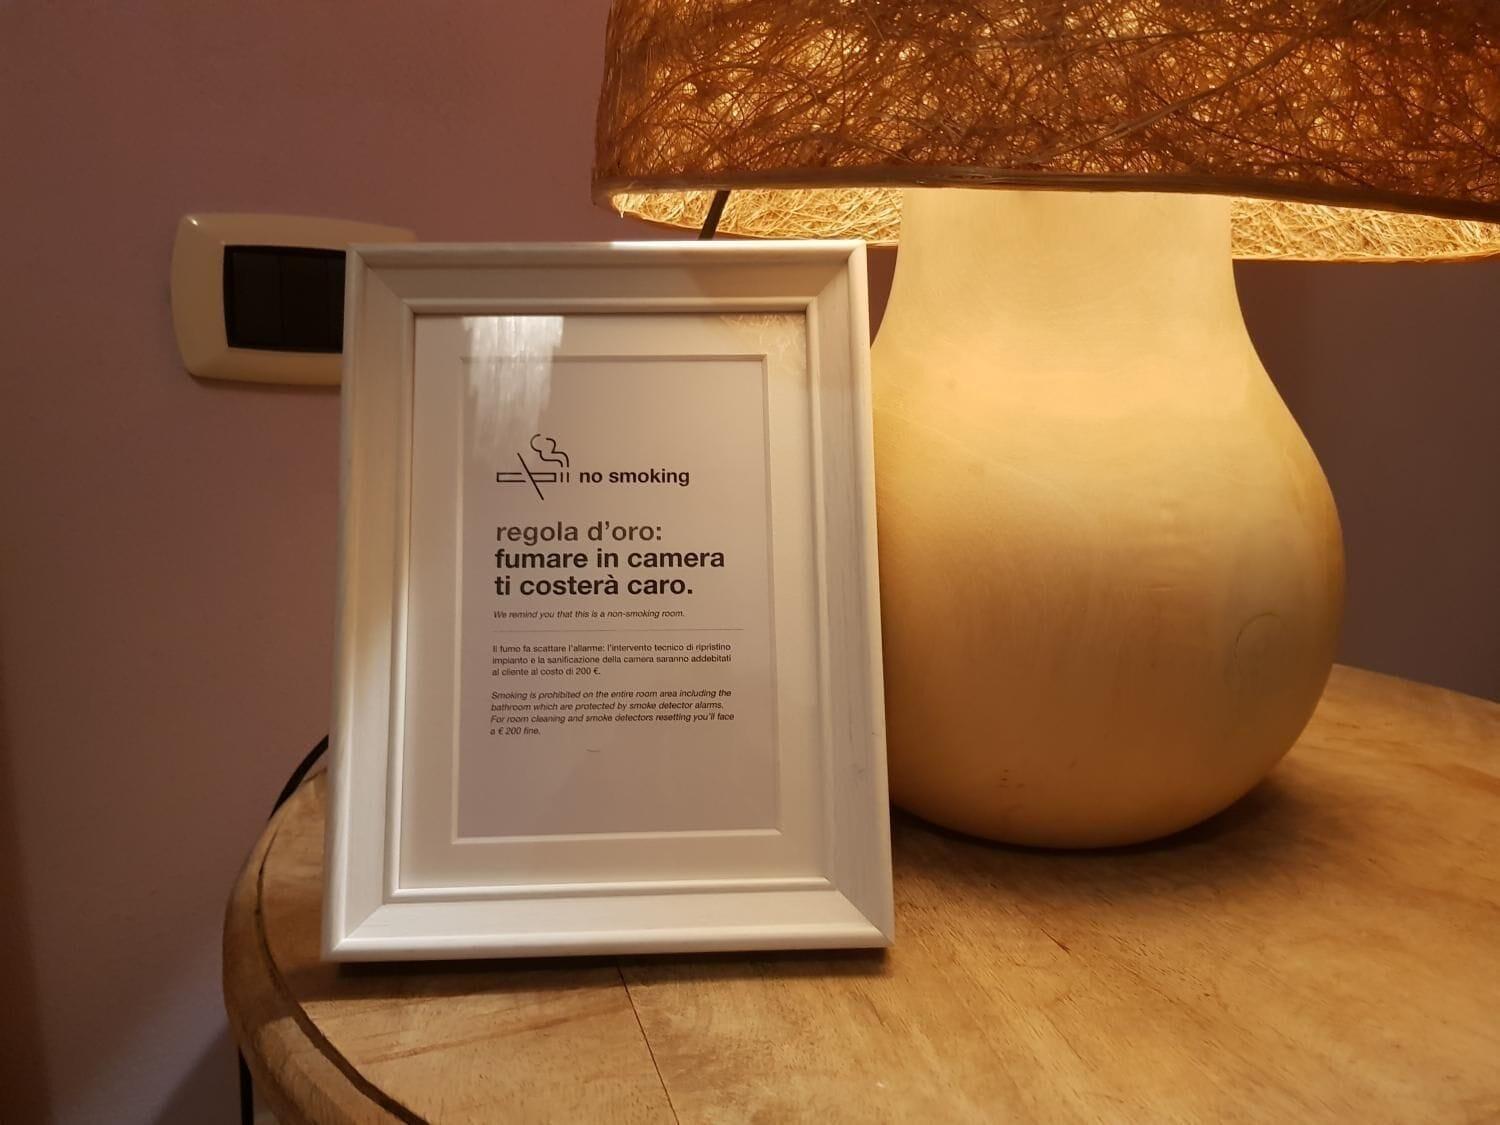 no smoking
regola d'oro:
fumare in camera
ti costerà caro.
We remind you that this is a non-smoking room.
Il fumo fa scattare l'allarme: l'intervento tecnico di ripristino
impianto e la sanificazione della camera saranno addebitati
al cliente al costo di 200 €.
Smoking is prohibited on the entire room area including the
bathroom which are protected by smoke detector alarms.
For room cleaning and smoke detectors resetting you'll face
a € 200 fine.